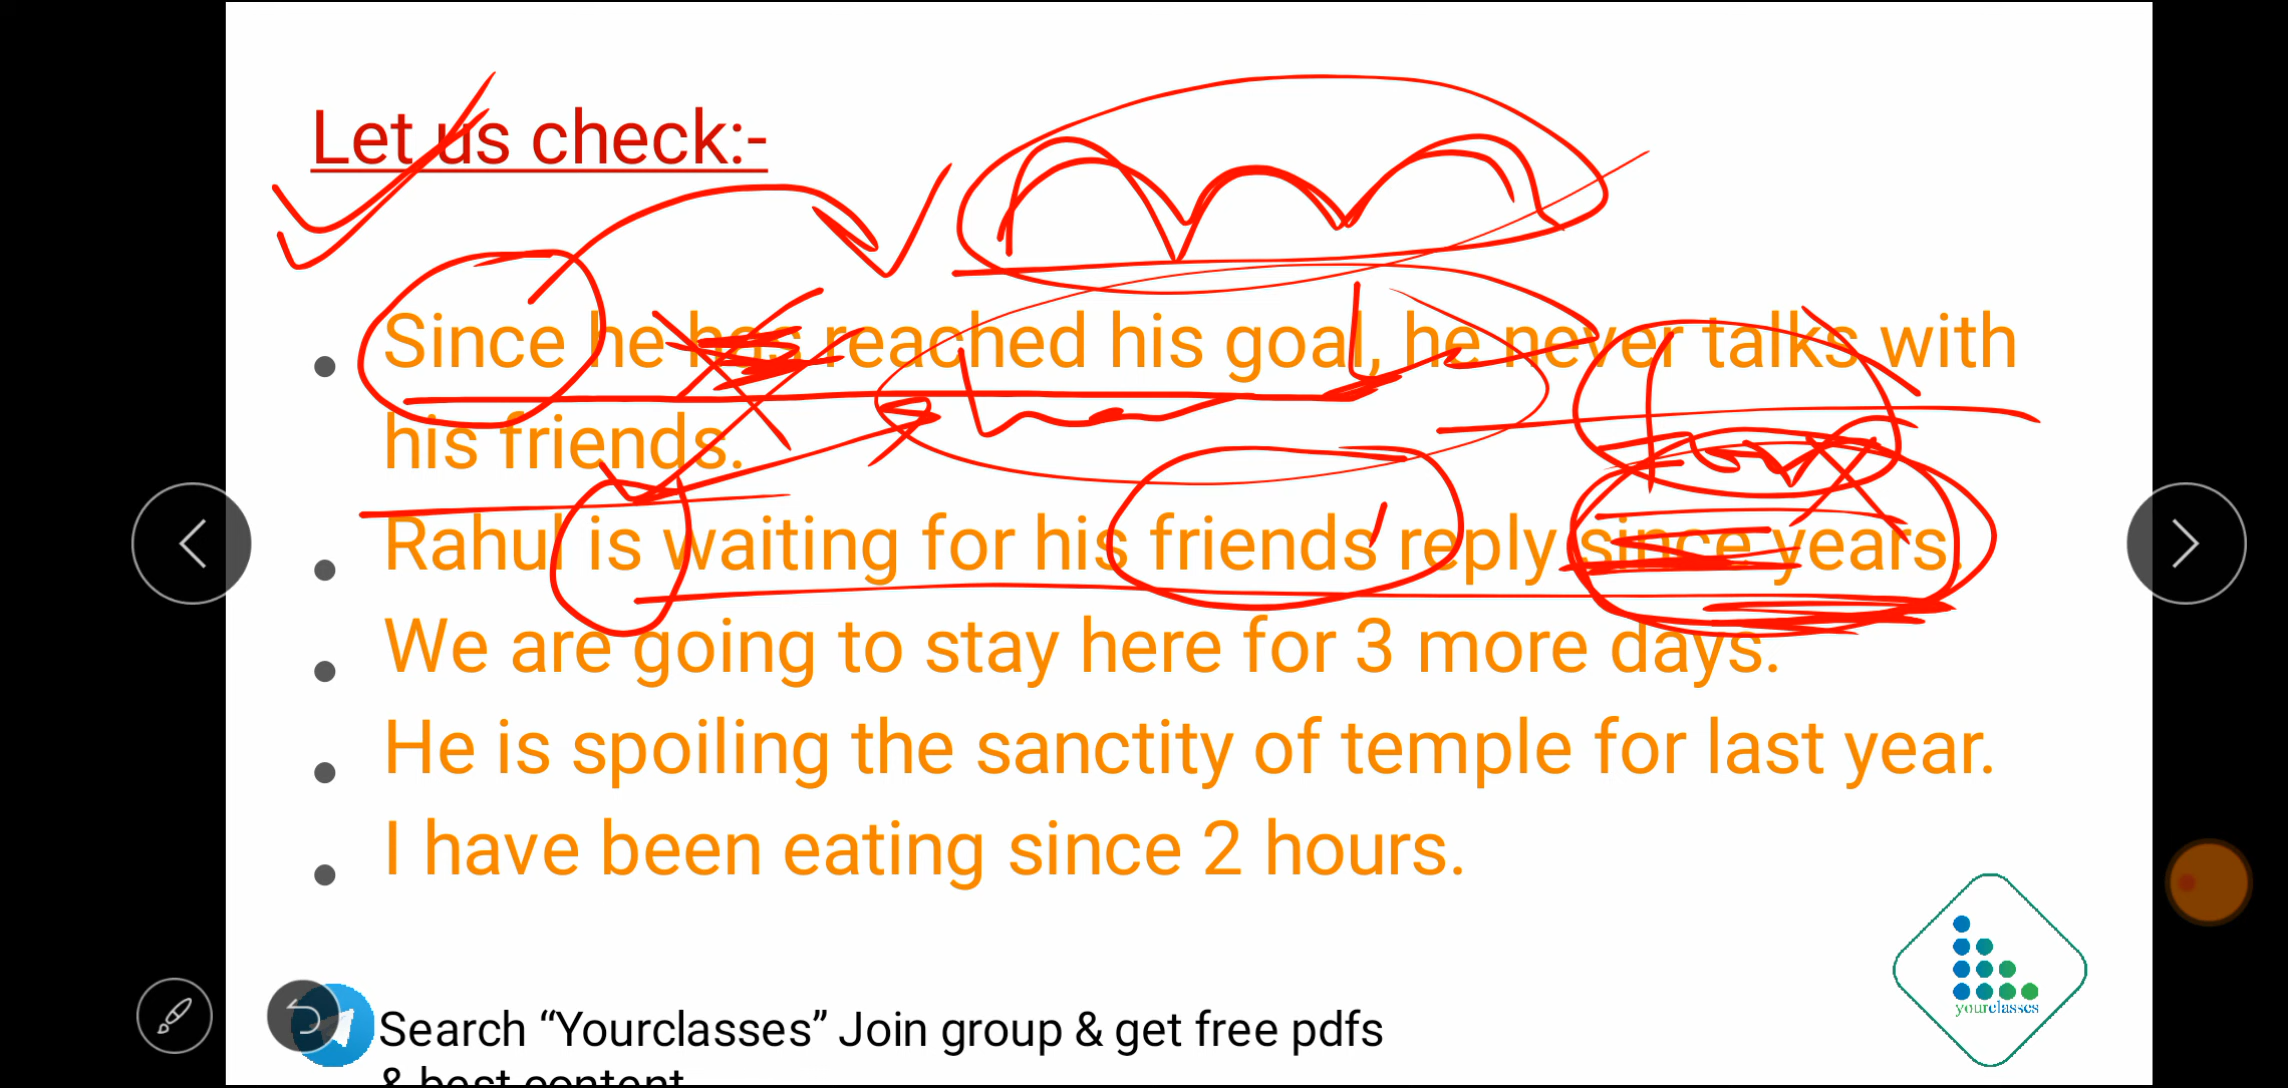 Let us check:-
Since he has reached his goal, he never talks with
his friends.
Rahul is waiting for his friends reply since years.
We are going to stay here for 3 more days.
He is spoiling the sanctity of temple for last year.
I have been eating since 2 hours.
yourclasses
Search “Yourclasses” Join group & get free pdfs
& best content